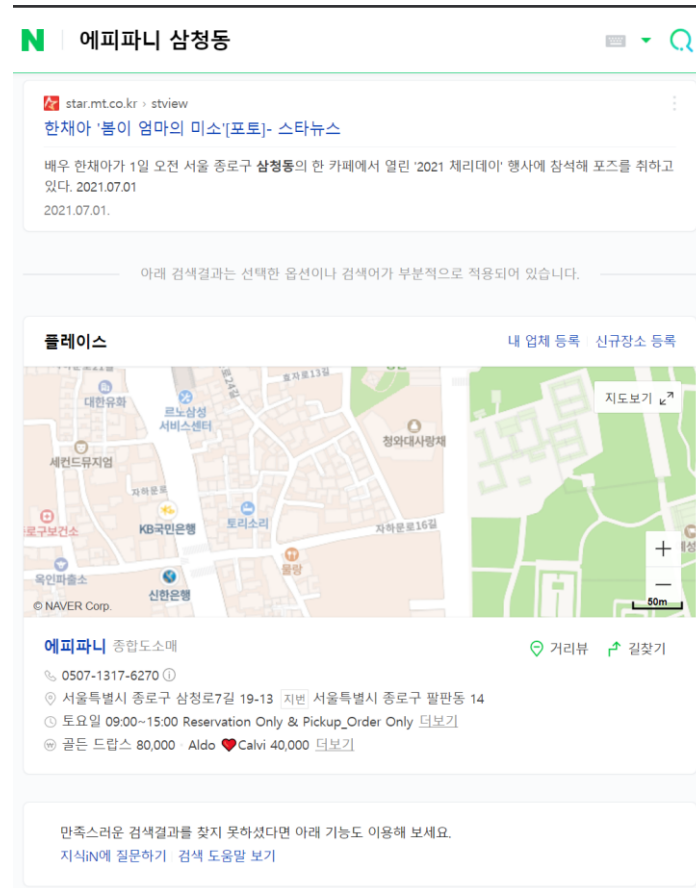 N 에피파니 삼청동
star.mt.co.kr › stview
한채아 '봄이 엄마의 미소'[포토]- 스타뉴스
배우 한채아가 1일 오전 서울 종로구 삼청동의 한 카페에서 열린 '2021 체리데이' 행사에 참석해 포즈를 취하고
있다. 2021.07.01
2021.07.01.
아래 검색결과는 선택한 옵션이나 검색어가 부분적으로 적용되어 있습니다.
플레이스
내 업체 등록 신규장소 등록
효자로13길
대한유화
르노삼성
서비스센터
지도보기
청와대사랑채
세컨드뮤지엄
자하문로
KB국민은행
토리소리
자하문로16길
물랑
옥인파출소
신한은행
50m
© NAVER Corp.
에피파니 종합도소매
거리뷰 길찾기
0507-1317-6270
서울특별시 종로구 삼청로7길 19-13 지번 서울특별시 종로구 팔판동 14
토요일 09:00~15:00 Reservation Only & Pickup_Order Only 더보기
골든 드랍스 80,000 · Aldo ❤️Calvi 40,000 더보기
만족스러운 검색결과를 찾지 못하셨다면 아래 기능도 이용해 보세요.
지식iN에 질문하기 검색 도움말 보기